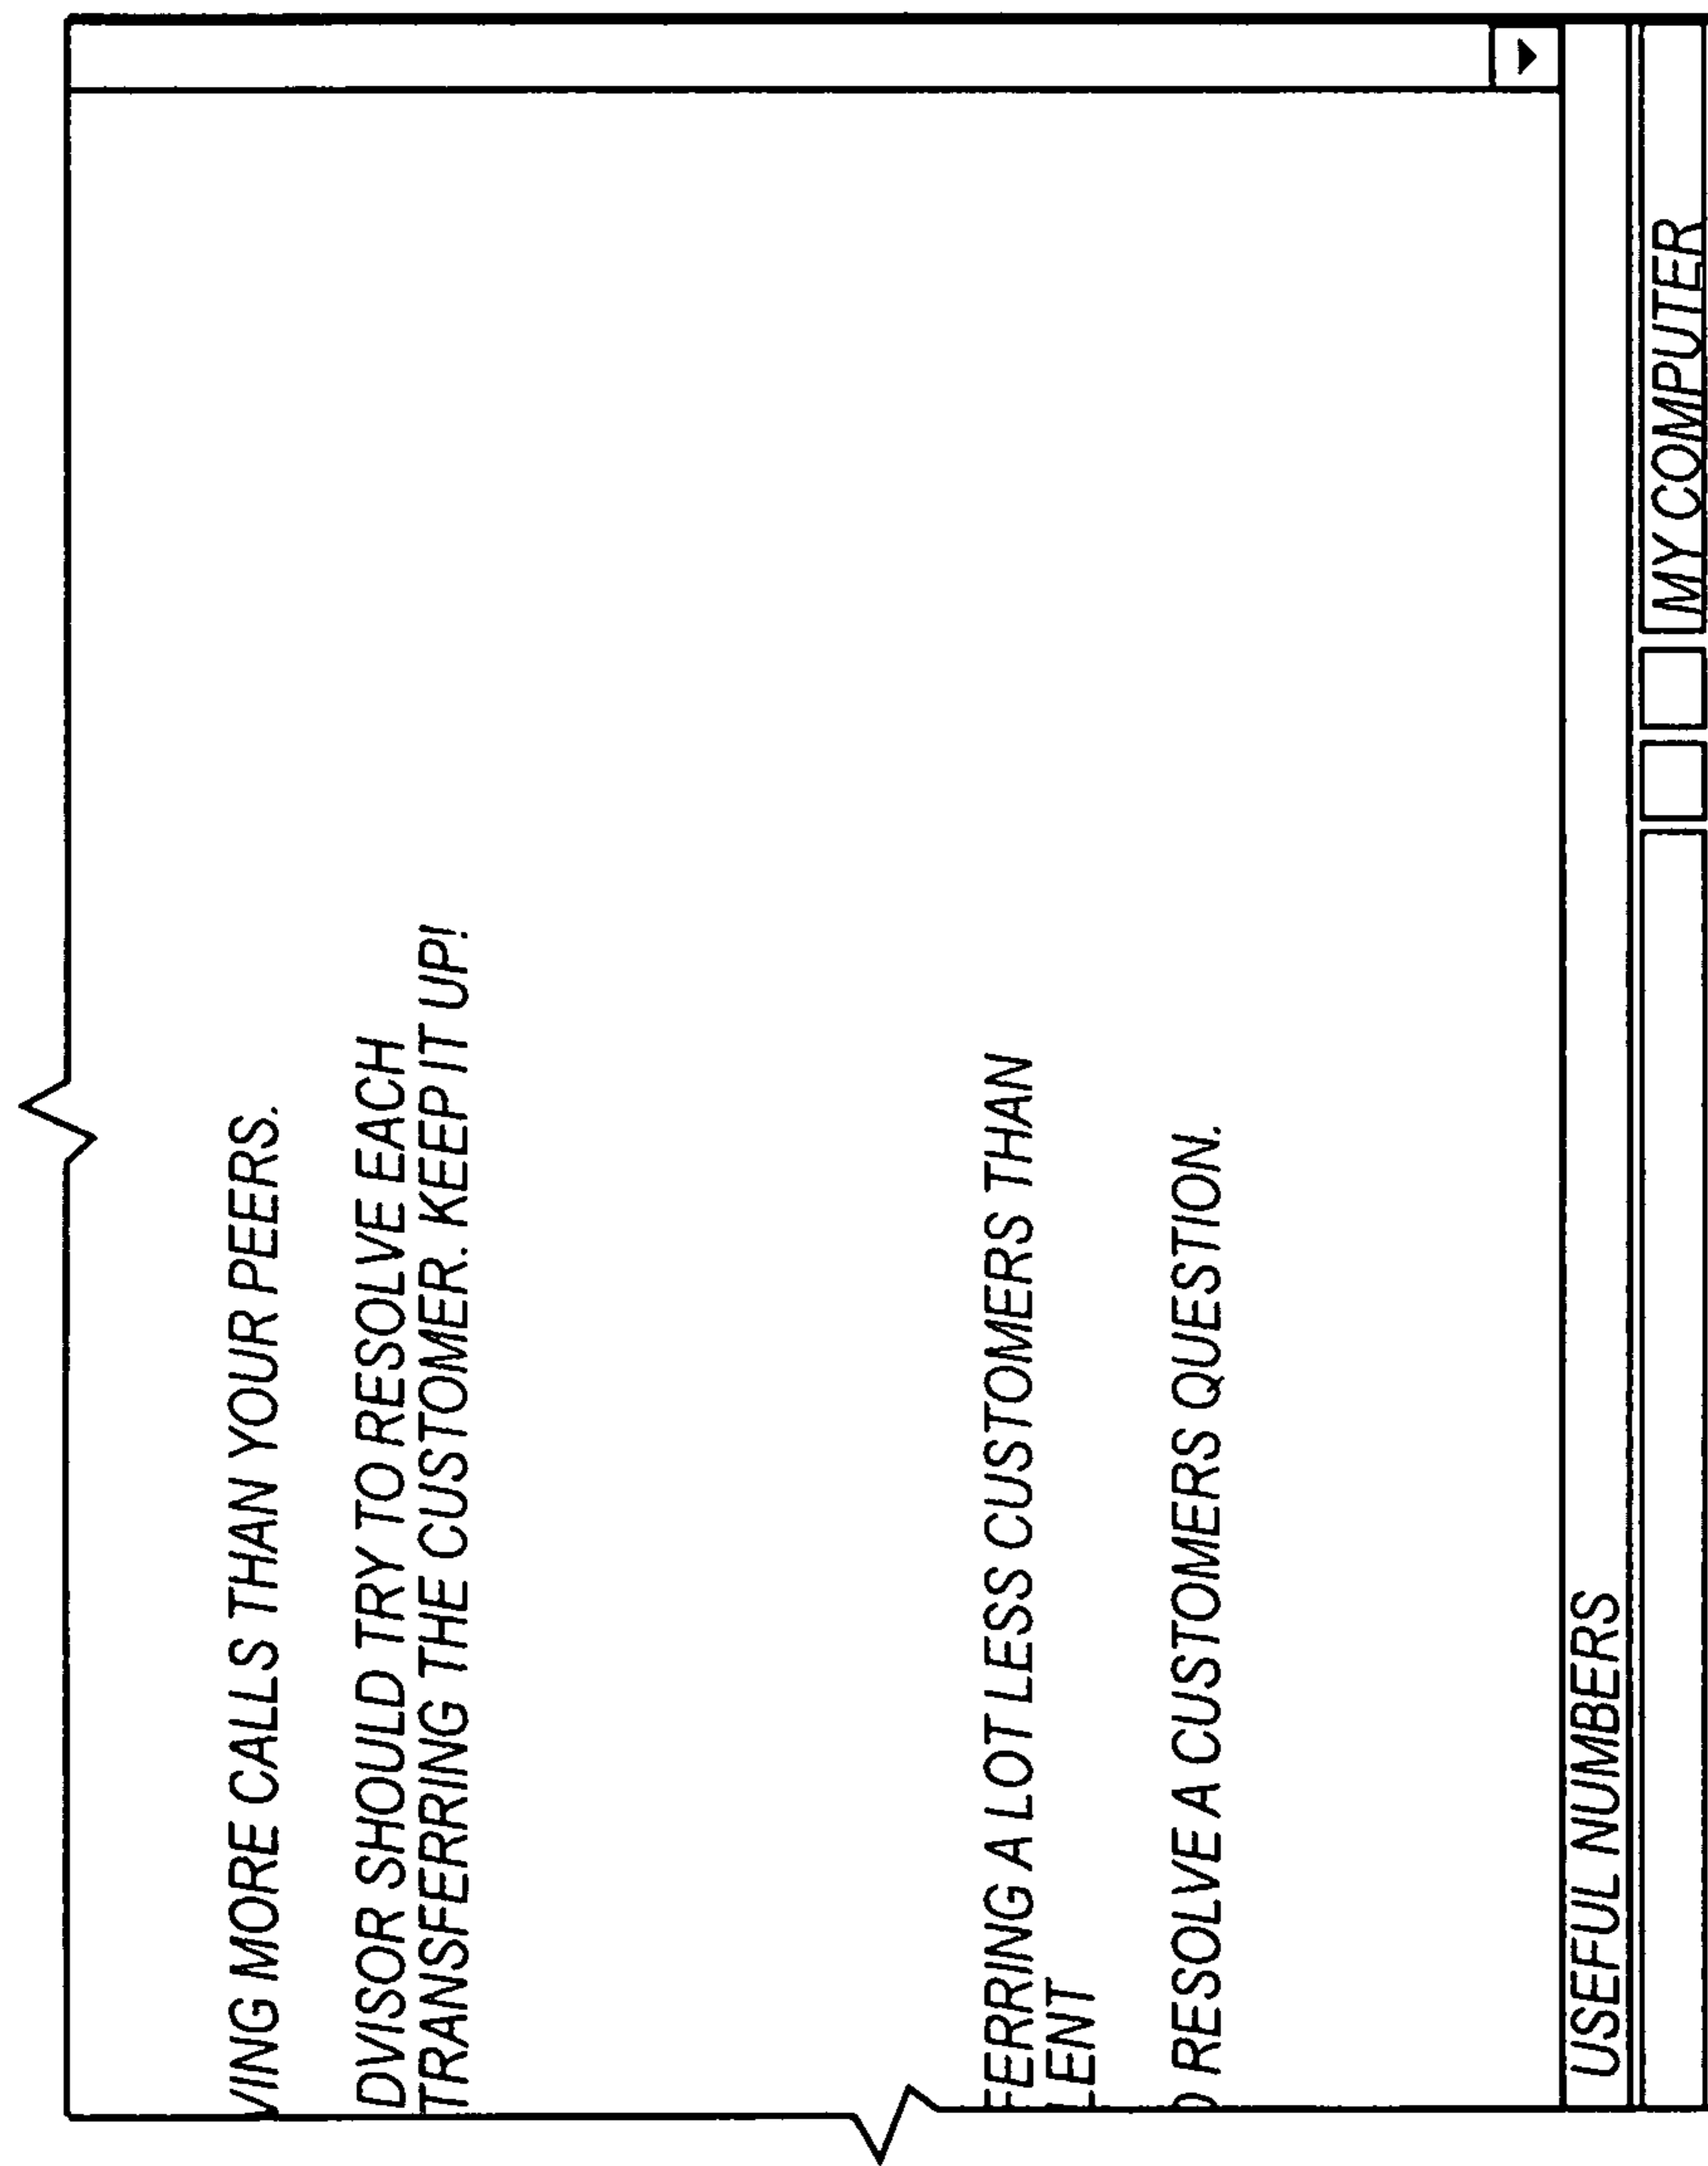 VING MORE CALLS THAN YOUR PEERS.
DVISOR SHOULD TRY TO RESOLVE EACH
TRANSFERRING THE CUSTOMER. KEEP IT UP!
FERRING A LOT LESS CUSTOMERS THAN
ENT
RESOLVE A CUSTOMERS QUESTION.
USEFUL NUMBERS
MY COMPUTER